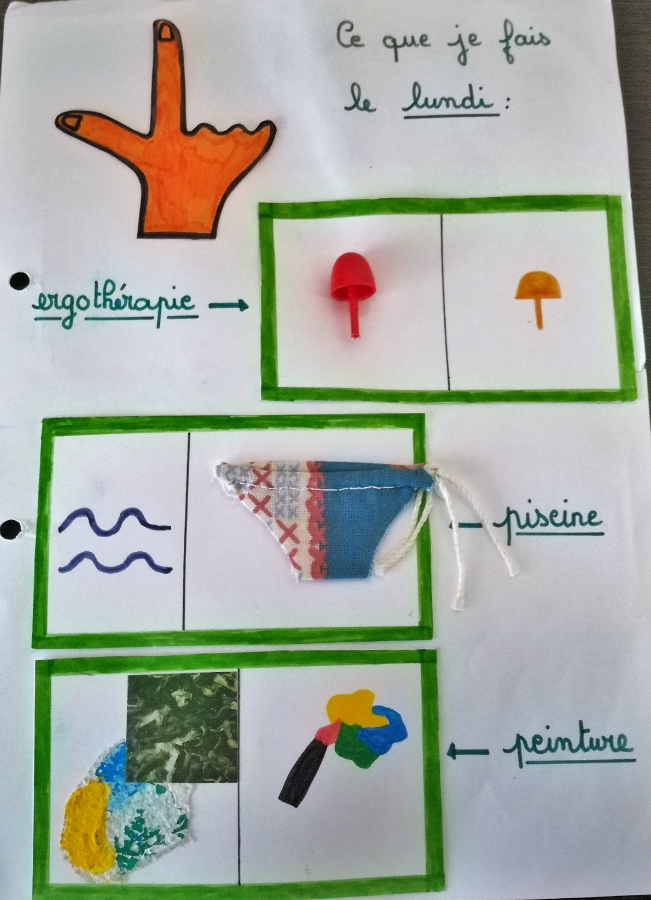 Ce que je fais
le lundi :
ergothérapie
piscine
peinture